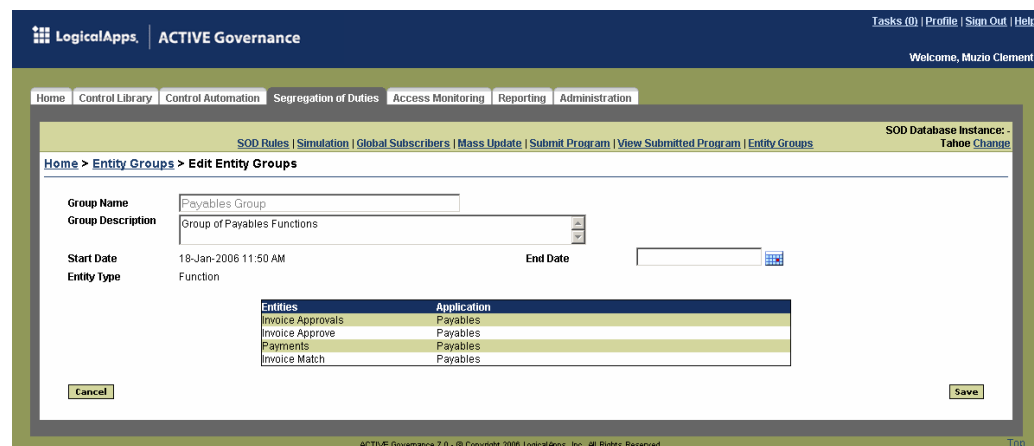 Tasks (0) | Profile | Sign Out | Help
LogicalApps. ACTIVE Governance
Welcome, Muzio Clement
Home Control Library Control Automation Segregation of Duties Access Monitoring Reporting Administration
SOD Database Instance: -
SOD Rules | Simulation | Global Subscribers | Mass Update | Submit Program | View Submitted Program | Entity Groups Tahoe Change
Home > Entity Groups > Edit Entity Groups
Group Name Payables Group
Group Description Group of Payables Functions
Start Date 18-Jan-2006 11:50 AM End Date
Entity Type Function
Entities Application
Invoice Approvals Payables
Invoice Approve Payables
Payments Payables
Invoice Match Payables
Cancel Save
ACTIVE Governance 7.0 - © Copyright 2006 LogicalApps, Inc. All Rights Reserved. Top